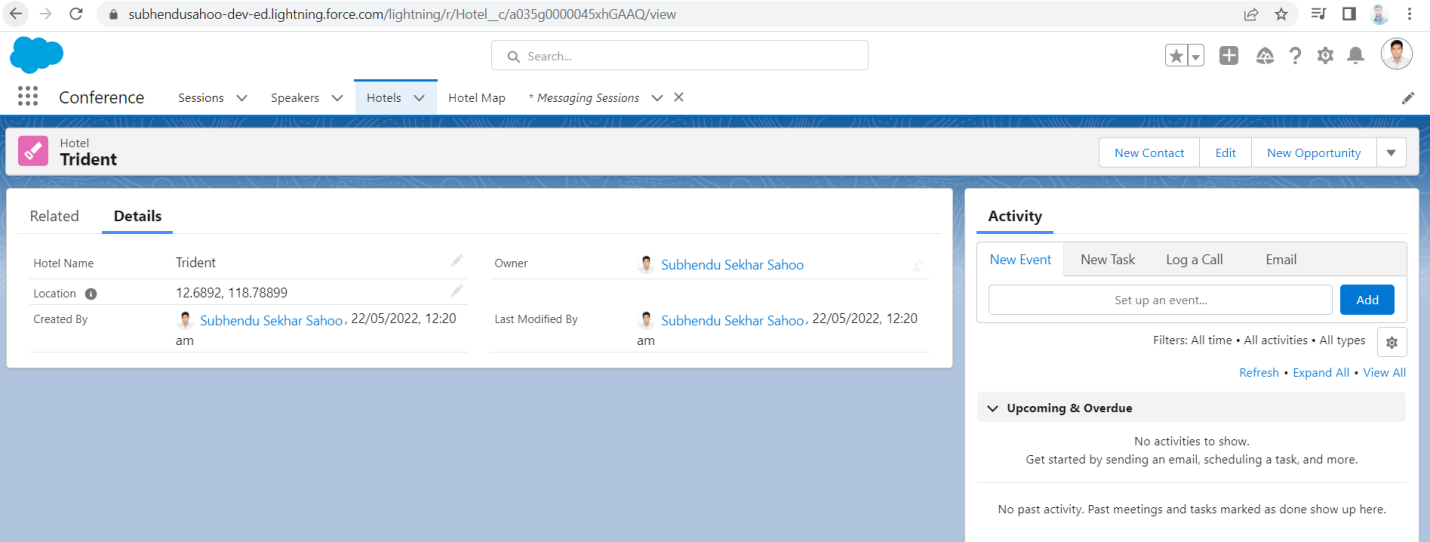 subhendusahoo-dev-ed.lightning.force.com/lightning/r/Hotel__c/a035g0000045xhGAAQ/view
Search...
Conference Sessions Speakers Hotels Hotel Map * Messaging Sessions
Hotel
Trident
New Contact Edit New Opportunity
Related Details
Hotel Name Trident Owner Subhendu Sekhar Sahoo
Location 12.6892, 118.78899
Created By Subhendu Sekhar Sahoo, 22/05/2022, 12:20 Last Modified By Subhendu Sekhar Sahoo, 22/05/2022, 12:20
am am
Activity
New Event New Task Log a Call Email
Set up an event... Add
Filters: All time • All activities • All types
Refresh • Expand All • View All
Upcoming & Overdue
No activities to show.
Get started by sending an email, scheduling a task, and more.
No past activity. Past meetings and tasks marked as done show up here.